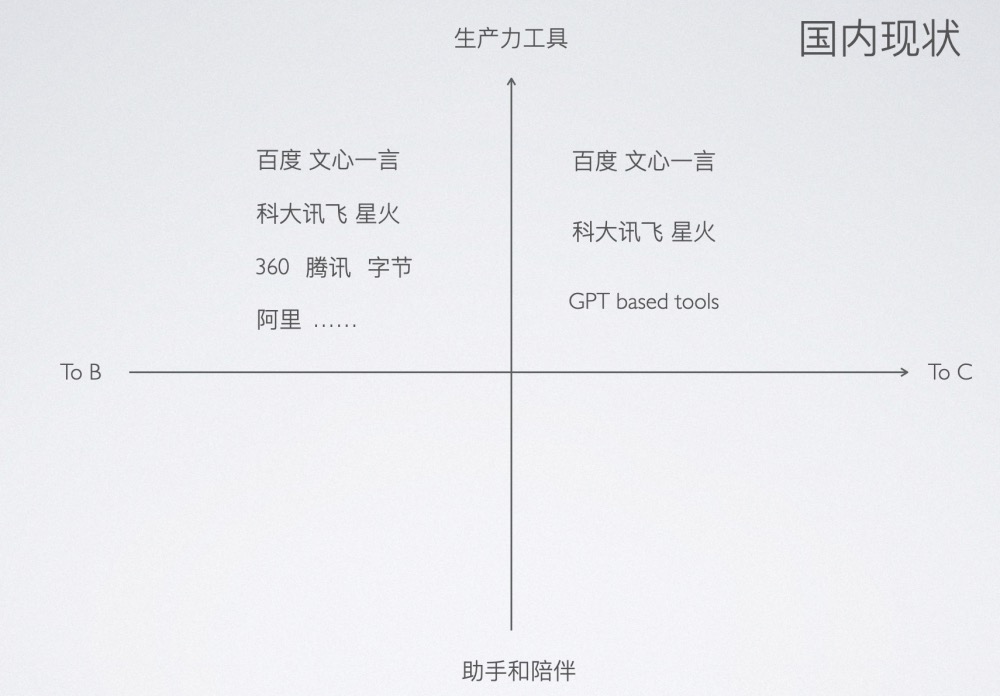 国内现状
生产力工具
百度 文心一言
科大讯飞 星火
360 腾讯 字节
阿里 ……
百度 文心一言
科大讯飞 星火
GPT based tools
To B
To C
助手和陪伴